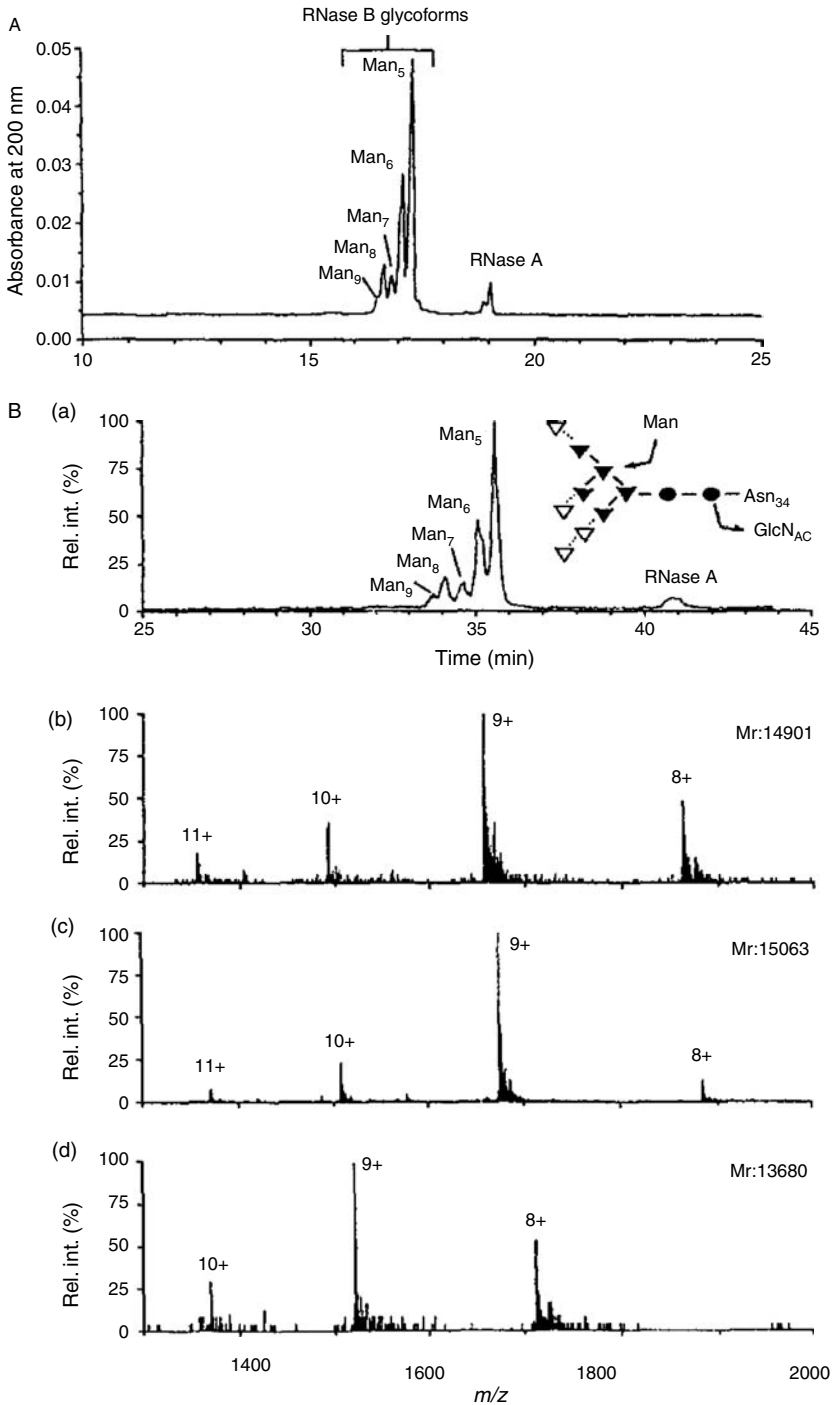 A
RNase B glycoforms
Absorbance at 200 nm
0.05
0.04
0.03
0.02
0.01
0.00
Man5
Man6
Man7
Man8
Man9
RNase A
10 15 20 25
B (a)
Rel. int. (%)
100
75
50
25
0
Man5
Man6
Man7
Man8
Man9
Man
Asn34
GlcNAC
RNase A
25 30 35 40 45
Time (min)
(b)
Rel. int. (%)
100
75
50
25
0
11+ 10+ 9+ 8+
Mr:14901
(c)
Rel. int. (%)
100
75
50
25
0
11+ 10+ 9+ 8+
Mr:15063
(d)
Rel. int. (%)
100
75
50
25
0
10+ 9+ 8+
Mr:13680
1400 1600 1800 2000
m/z